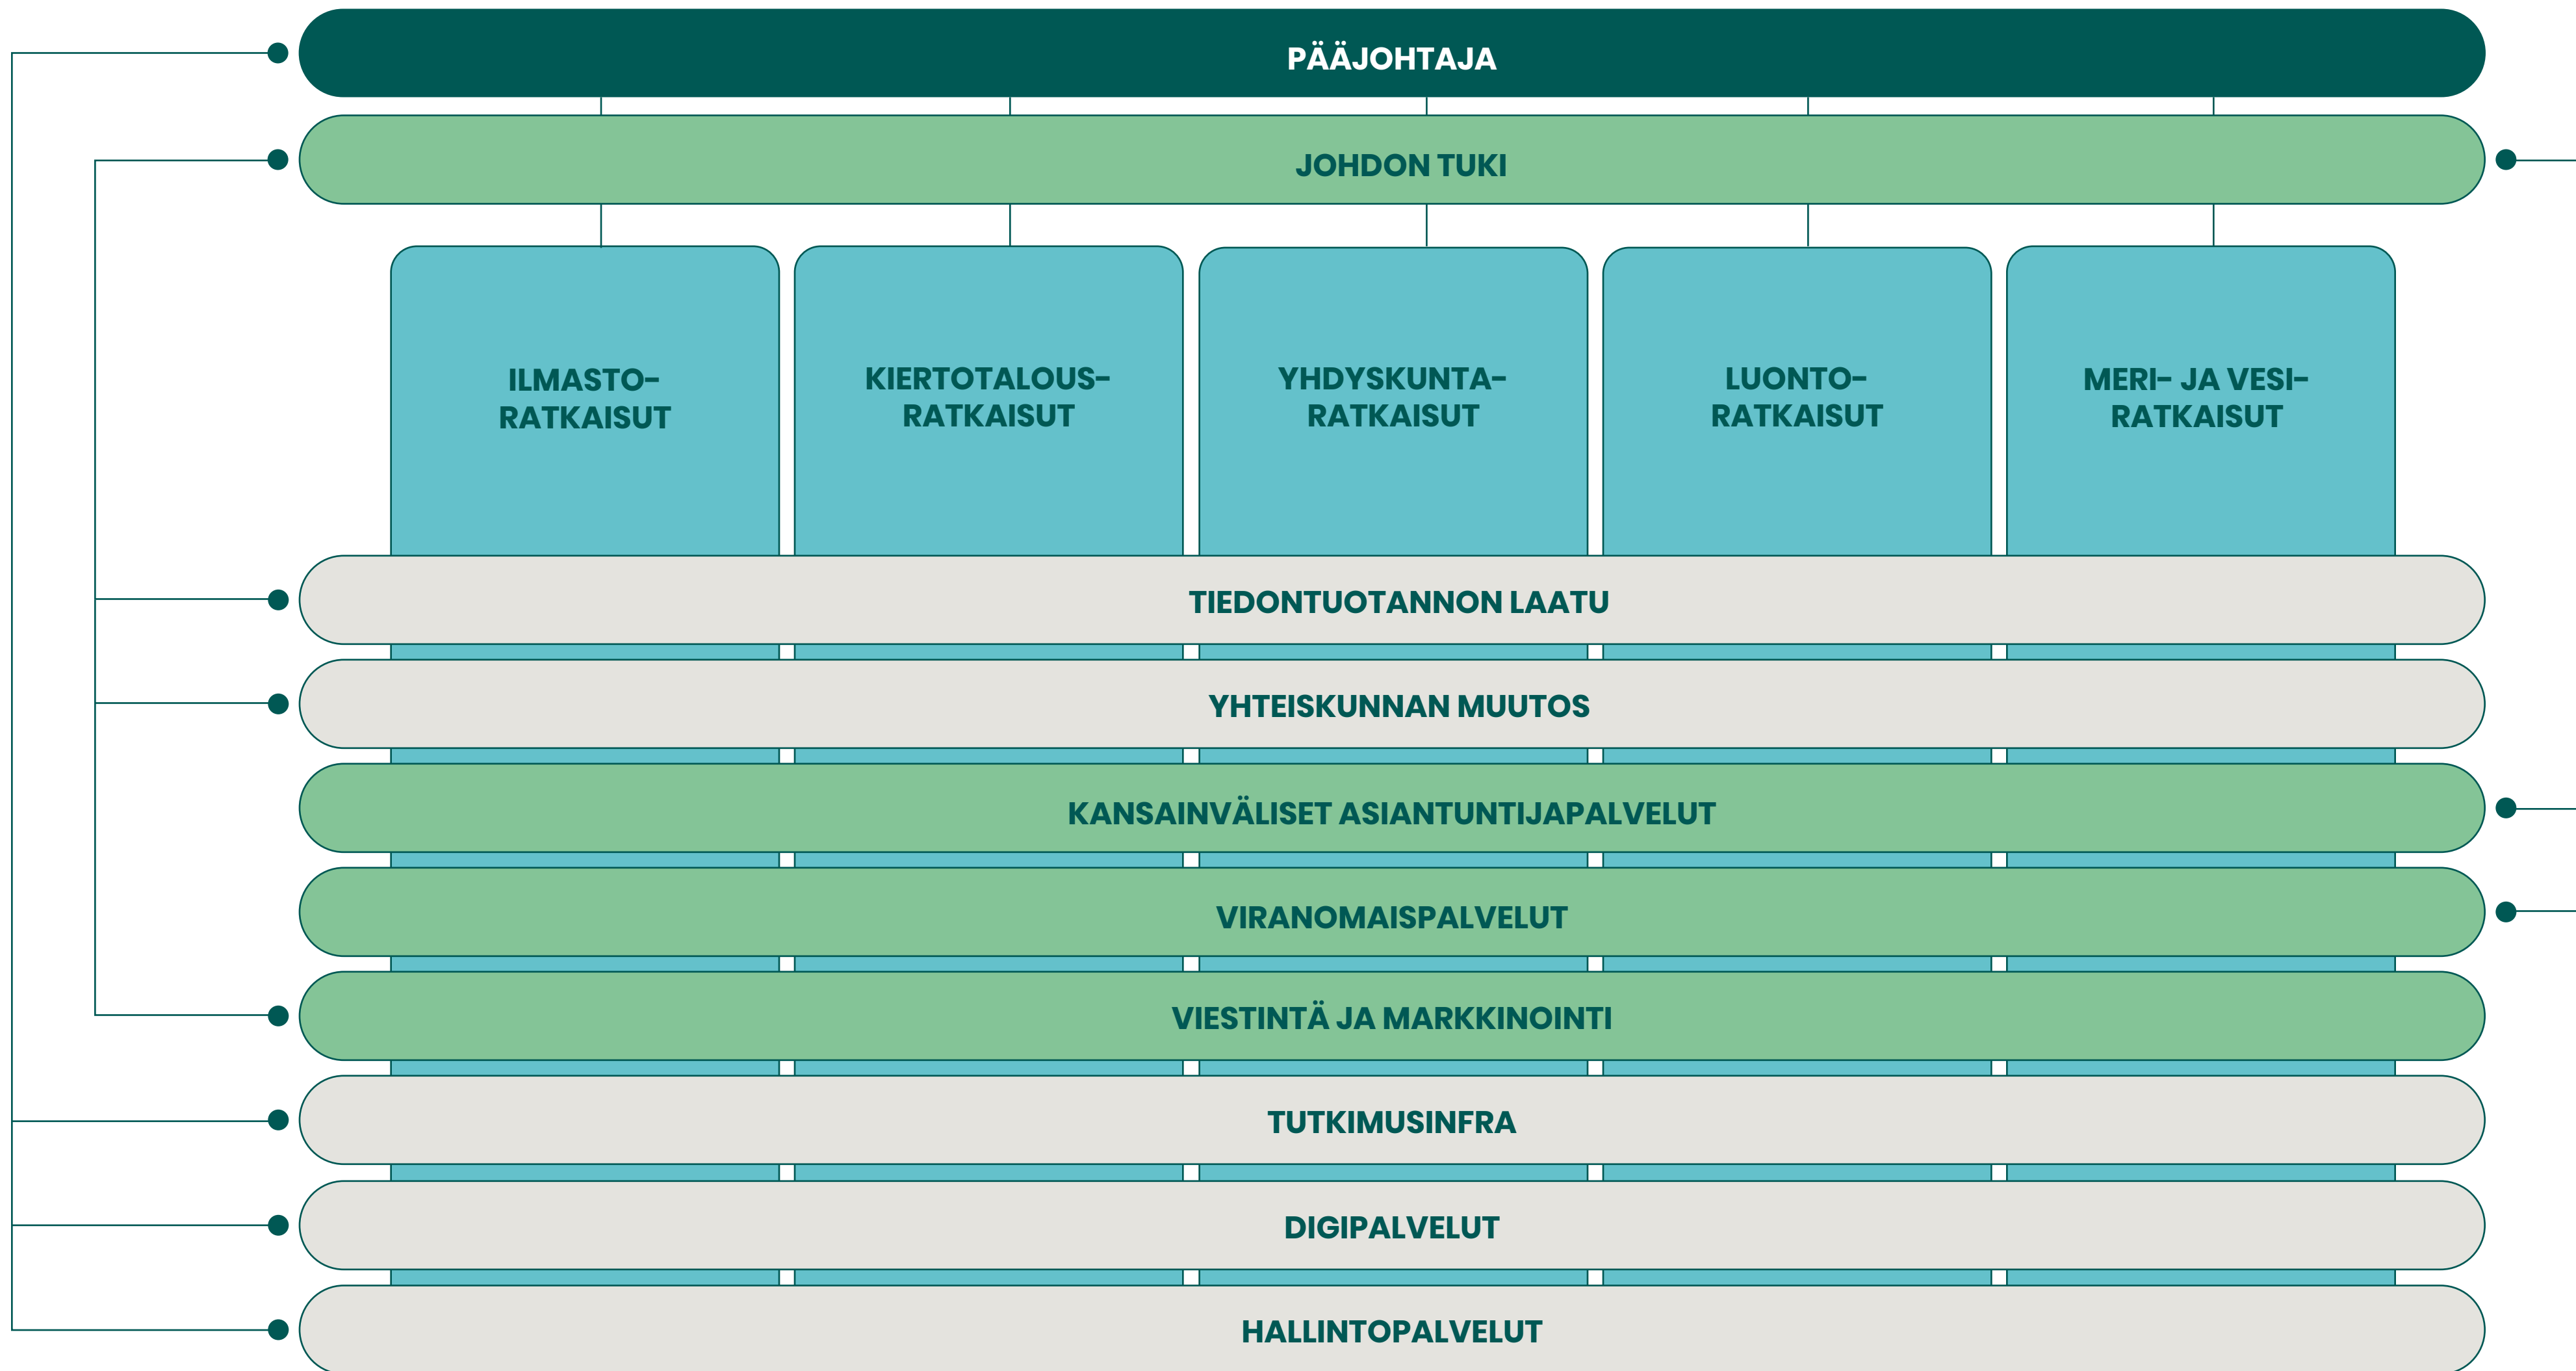 PÄÄJOHTAJA
JOHDON TUKI
ILMASTO-
RATKAISUT
KIERTOTALOUS-
RATKAISUT
YHDYSKUNTA-
RATKAISUT
LUONTO-
RATKAISUT
MERI- JA VESI-
RATKAISUT
TIEDONTUOTANNON LAATU
YHTEISKUNNAN MUUTOS
KANSAINVÄLISET ASIANTUNTIJAPALVELUT
VIRANOMAISPALVELUT
VIESTINTÄ JA MARKKINOINTI
TUTKIMUSINFRA
DIGIPALVELUT
HALLINTOPALVELUT